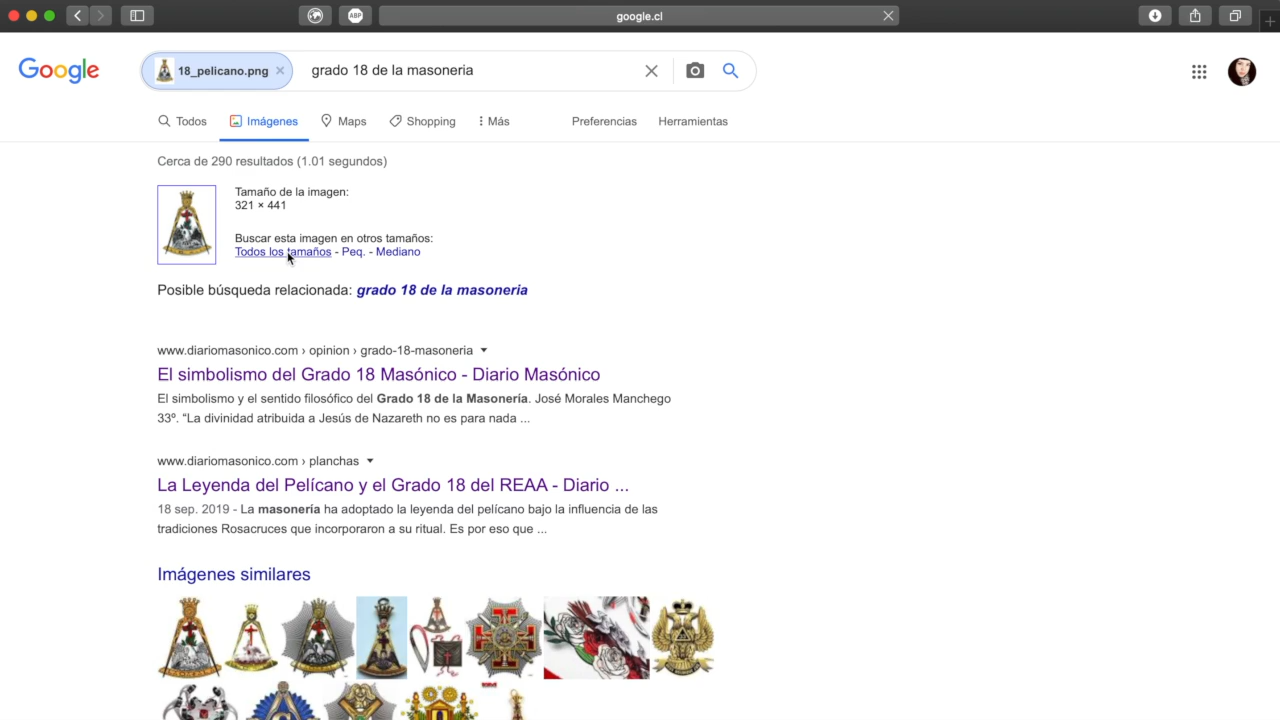 google.cl
ABP
Google
18_pelicano.png × grado 18 de la masoneria
Todos Imágenes Maps Shopping Más Preferencias Herramientas
Cerca de 290 resultados (1.01 segundos)
Tamaño de la imagen:
321 × 441
Buscar esta imagen en otros tamaños:
Todos los tamaños - Peq. - Mediano
Posible búsqueda relacionada: grado 18 de la masoneria
www.diariomasonico.com › opinion › grado-18-masoneria
El simbolismo del Grado 18 Masónico - Diario Masónico
El simbolismo y el sentido filosófico del Grado 18 de la Masonería. José Morales Manchego
33º. “La divinidad atribuida a Jesús de Nazareth no es para nada ...
www.diariomasonico.com › planchas
La Leyenda del Pelícano y el Grado 18 del REAA - Diario ...
18 sep. 2019 - La masonería ha adoptado la leyenda del pelícano bajo la influencia de las
tradiciones Rosacruces que incorporaron a su ritual. Es por eso que ...
Imágenes similares